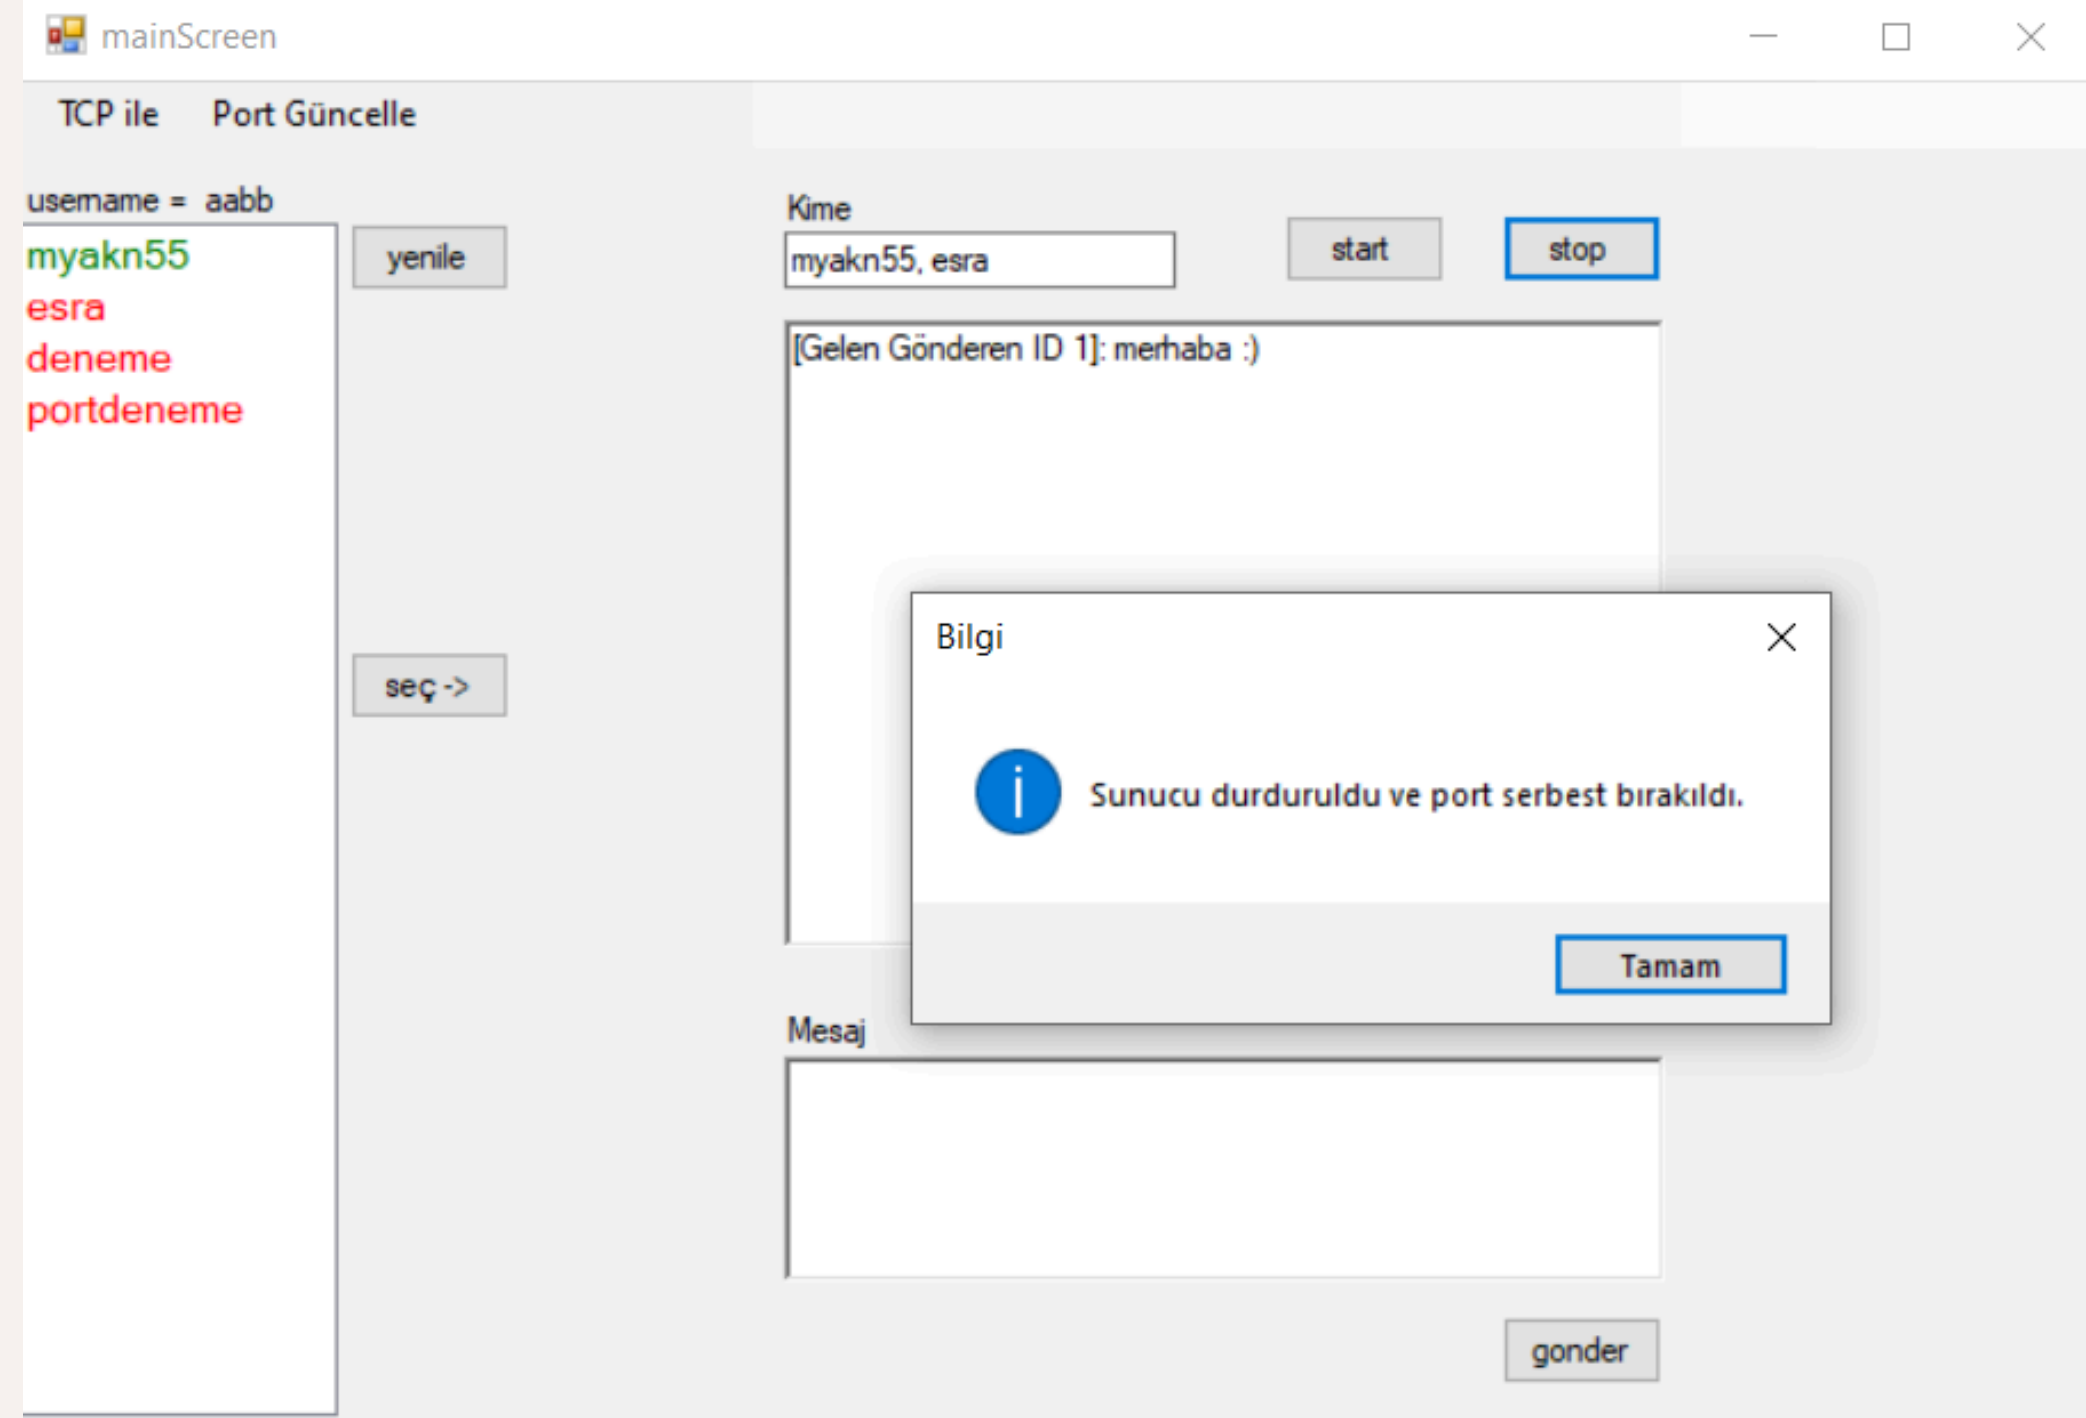 mainScreen
TCP ile Port Güncelle
username = aabb
myakn55
esra
deneme
portdeneme
yenile
seç ->
Kime
myakn55, esra
start
stop
[Gelen Gönderen ID 1]: merhaba :)
Bilgi
Sunucu durduruldu ve port serbest bırakıldı.
Tamam
Mesaj
gonder